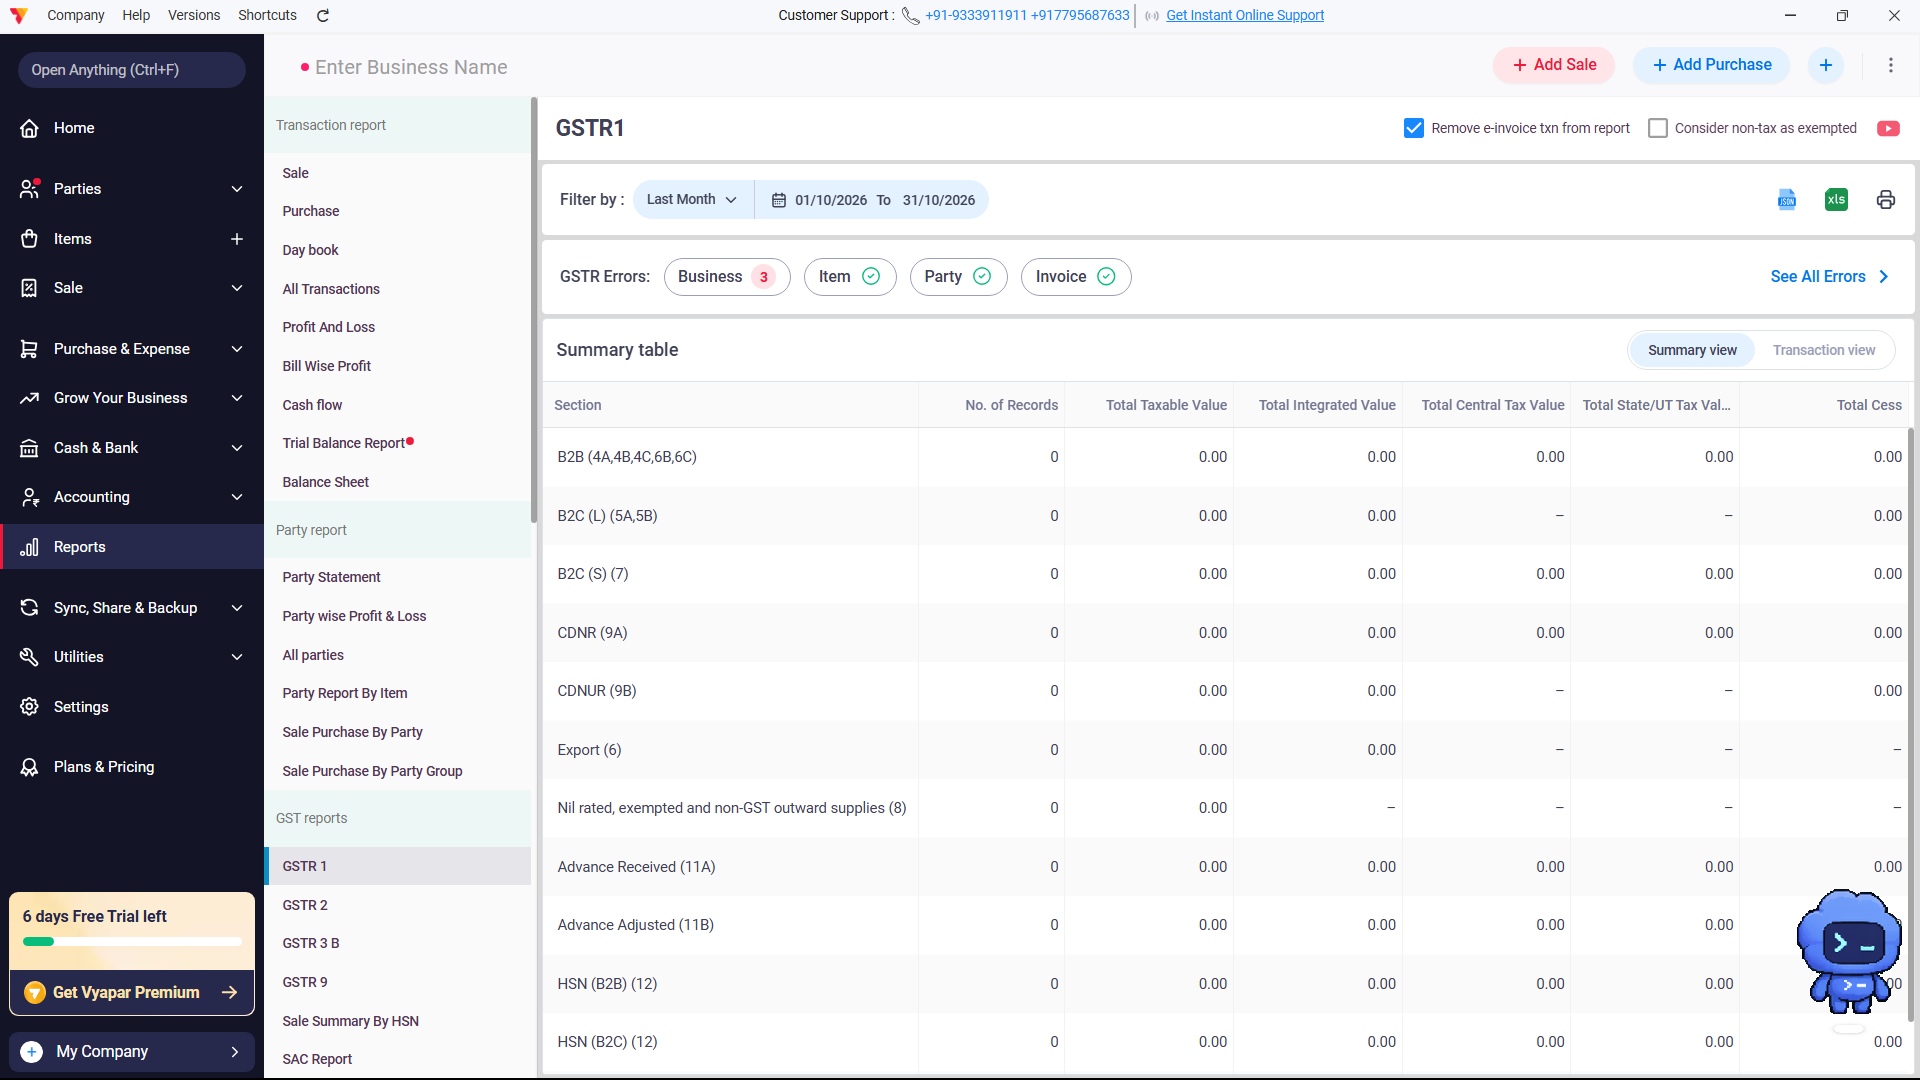 Company Help Versions Shortcuts
Customer Support : +91-9333911911 +917795687633 Get Instant Online Support
Open Anything (Ctrl+F)
Enter Business Name
+ Add Sale
+ Add Purchase
Home
Parties
Items
Sale
Purchase & Expense
Grow Your Business
Cash & Bank
Accounting
Reports
Sync, Share & Backup
Utilities
Settings
Plans & Pricing
6 days Free Trial left
Get Vyapar Premium
My Company
Transaction report
Sale
Purchase
Day book
All Transactions
Profit And Loss
Bill Wise Profit
Cash flow
Trial Balance Report
Balance Sheet
Party report
Party Statement
Party wise Profit & Loss
All parties
Party Report By Item
Sale Purchase By Party
Sale Purchase By Party Group
GST reports
GSTR 1
GSTR 2
GSTR 3 B
GSTR 9
Sale Summary By HSN
SAC Report
GSTR1
Remove e-invoice txn from report
Consider non-tax as exempted
Filter by : Last Month 01/10/2026 To 31/10/2026
JSON
xls
GSTR Errors: Business 3 Item Party Invoice
See All Errors
Summary table
Summary view Transaction view
Section No. of Records Total Taxable Value Total Integrated Value Total Central Tax Value Total State/UT Tax Val... Total Cess
B2B (4A,4B,4C,6B,6C) 0 0.00 0.00 0.00 0.00 0.00
B2C (L) (5A,5B) 0 0.00 0.00 – – 0.00
B2C (S) (7) 0 0.00 0.00 0.00 0.00 0.00
CDNR (9A) 0 0.00 0.00 0.00 0.00 0.00
CDNUR (9B) 0 0.00 0.00 – – 0.00
Export (6) 0 0.00 0.00 – – –
Nil rated, exempted and non-GST outward supplies (8) 0 0.00 – – – –
Advance Received (11A) 0 0.00 0.00 0.00 0.00 0.00
Advance Adjusted (11B) 0 0.00 0.00 0.00 0.00
HSN (B2B) (12) 0 0.00 0.00 0.00 0.00
HSN (B2C) (12) 0 0.00 0.00 0.00 0.00 0.00